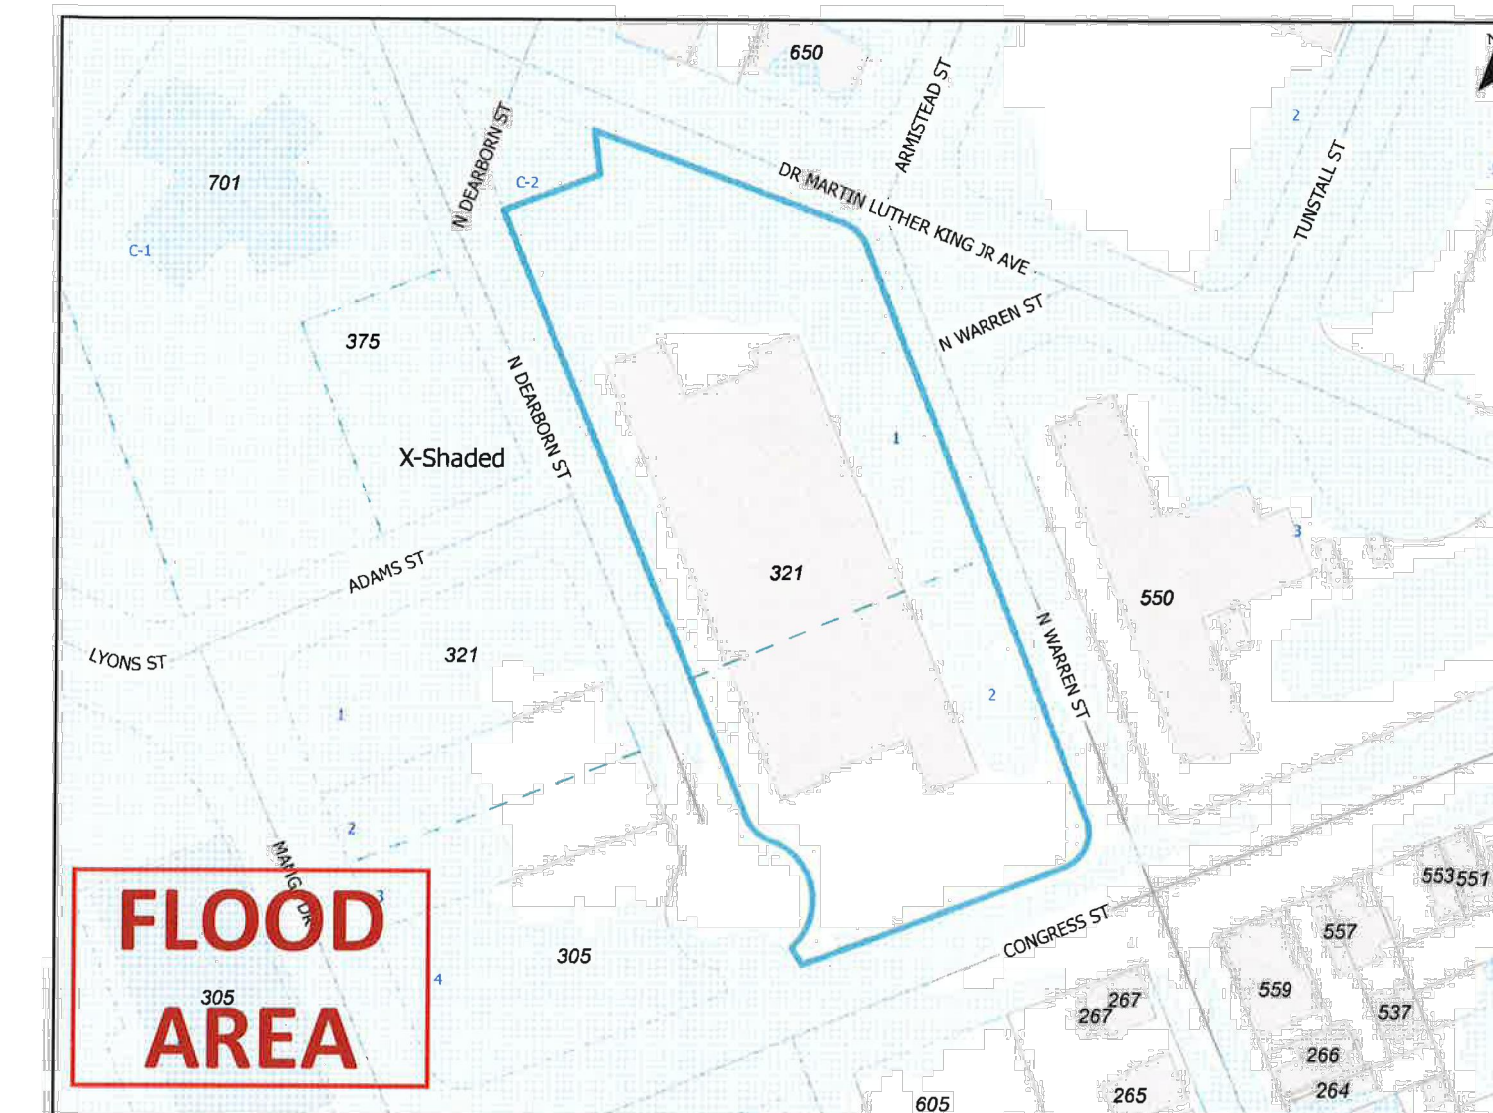 650
N DEARBORN ST
ARMISTEAD ST
2
TUNSTALL ST
701
C-2
DR MARTIN LUTHER KING JR AVE
C-1
N WARREN ST
375
N DEARBORN ST
X-Shaded
1
3
ADAMS ST
321
550
LYONS ST
321
N WARREN ST
2
1
2
MAMIG DR
3
553
551
FLOOD
AREA
305
305
4
CONGRESS ST
557
559
267
267
537
266
264
265
605